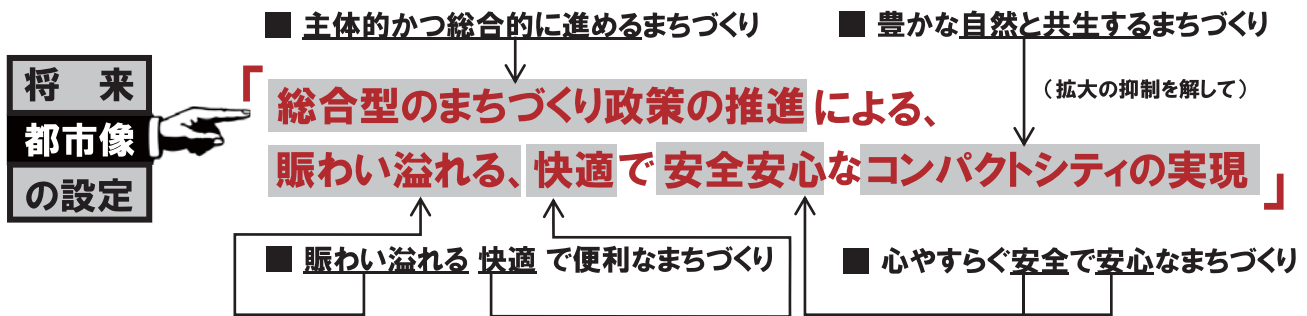 ■ 主体的かつ総合的に進めるまちづくり
■ 豊かな自然と共生するまちづくり
将　来
都市像
の設定
「総合型のまちづくり政策の推進による、
（拡大の抑制を解して）
賑わい溢れる、快適で安全安心なコンパクトシティの実現」
■ 賑わい溢れる 快適 で便利なまちづくり
■ 心やすらぐ安全で安心なまちづくり